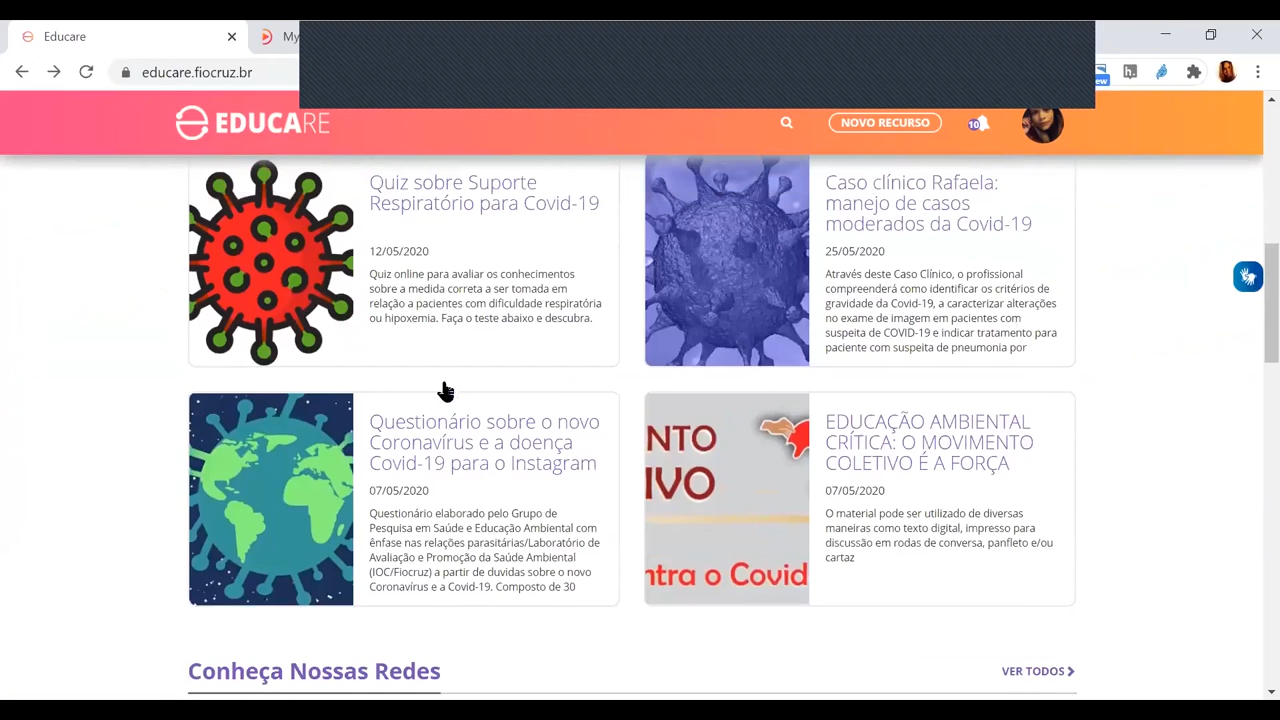 Educare
My
educare.fiocruz.br
ew
EDUCARE
NOVO RECURSO
10
Quiz sobre Suporte
Respiratório para Covid-19
12/05/2020
Quiz online para avaliar os conhecimentos
sobre a medida correta a ser tomada em
relação a pacientes com dificuldade respiratória
ou hipoxemia. Faça o teste abaixo e descubra.
Caso clínico Rafaela:
manejo de casos
moderados da Covid-19
25/05/2020
Através deste Caso Clínico, o profissional
compreenderá como identificar os critérios de
gravidade da Covid-19, a caracterizar alterações
no exame de imagem em pacientes com
suspeita de COVID-19 e indicar tratamento para
paciente com suspeita de pneumonia por
Questionário sobre o novo
Coronavírus e a doença
Covid-19 para o Instagram
07/05/2020
Questionário elaborado pelo Grupo de
Pesquisa em Saúde e Educação Ambiental com
ênfase nas relações parasitárias/Laboratório de
Avaliação e Promoção da Saúde Ambiental
(IOC/Fiocruz) a partir de duvidas sobre o novo
Coronavírus e a Covid-19. Composto de 30
NTO
IVO
ntra o Covid
EDUCAÇÃO AMBIENTAL
CRÍTICA: O MOVIMENTO
COLETIVO É A FORÇA
07/05/2020
O material pode ser utilizado de diversas
maneiras como texto digital, impresso para
discussão em rodas de conversa, panfleto e/ou
cartaz
Conheça Nossas Redes
VER TODOS